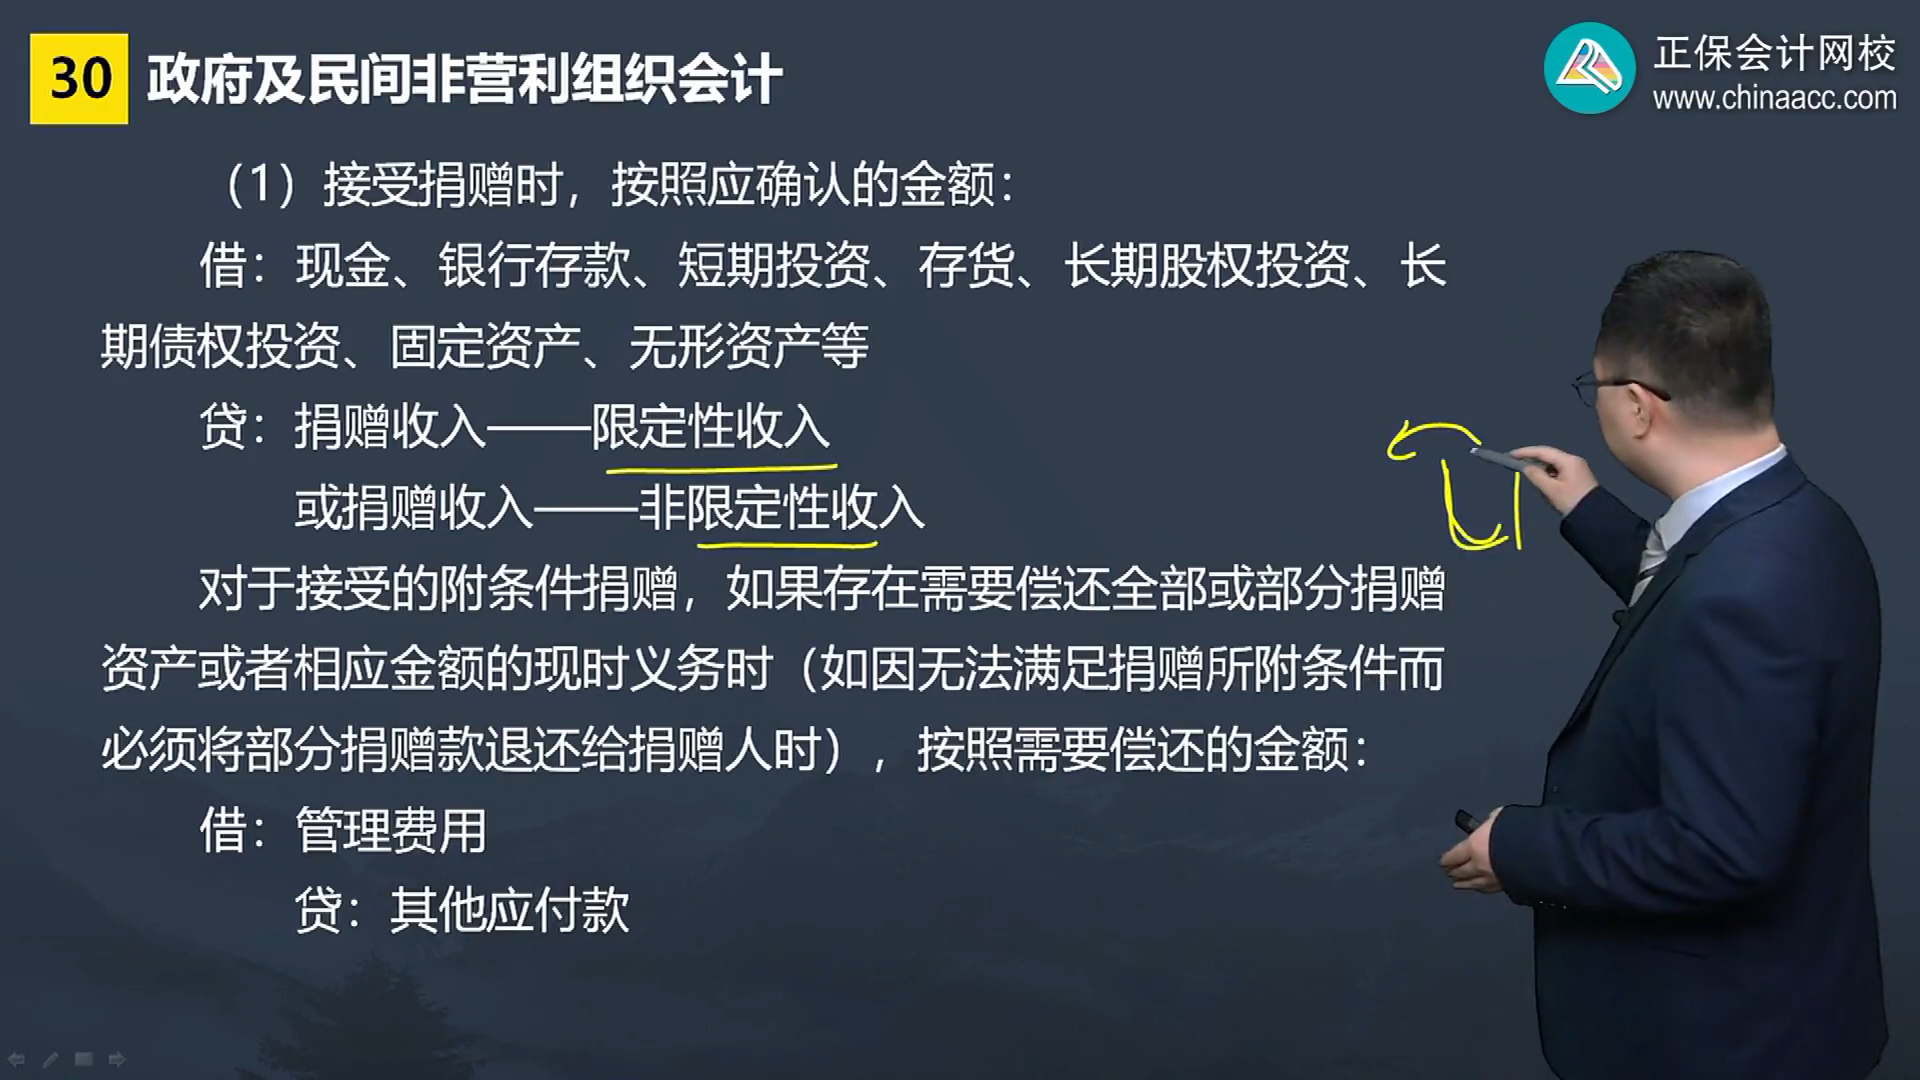 30 政府及民间非营利组织会计
正保会计网校
www.chinaacc.com
（1）接受捐赠时，按照应确认的金额：
借：现金、银行存款、短期投资、存货、长期股权投资、长
期债权投资、固定资产、无形资产等
贷：捐赠收入——限定性收入
或捐赠收入——非限定性收入
对于接受的附条件捐赠，如果存在需要偿还全部或部分捐赠
资产或者相应金额的现时义务时（如因无法满足捐赠所附条件而
必须将部分捐赠款退还给捐赠人时），按照需要偿还的金额：
借：管理费用
贷：其他应付款